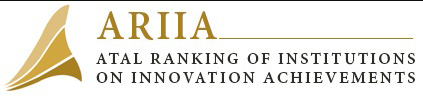 ARIIA
ATAL RANKING OF INSTITUTIONS
ON INNOVATION ACHIEVEMENTS